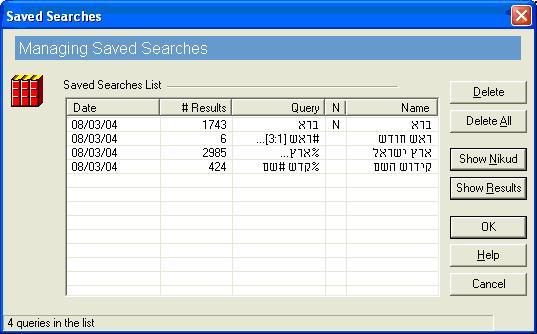 Saved Searches
Managing Saved Searches
Saved Searches List
Date # Results Query N Name
08/03/04 1743 ברא N ברא
08/03/04 6 #ראש [3:1]... ראש חודש
08/03/04 2985 %ארץ... ארץ ישראל
08/03/04 424 %קדש #שם קידוש השם
Delete
Delete All
Show Nikud
Show Results
OK
Help
Cancel
4 queries in the list